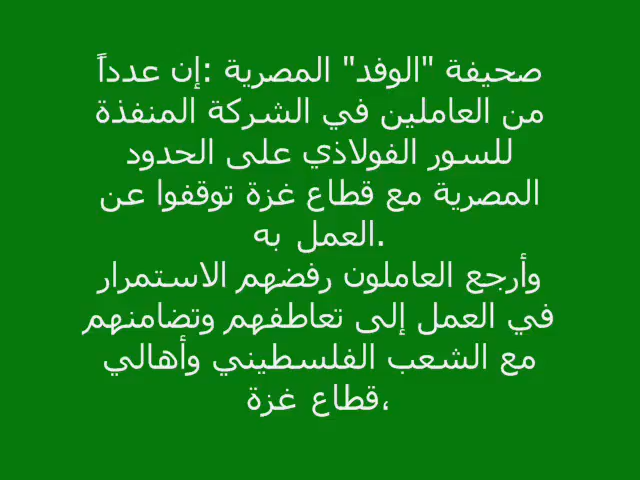 صحيفة "الوفد" المصرية :إن عدداً
من العاملين في الشركة المنفذة
للسور الفولاذي على الحدود
المصرية مع قطاع غزة توقفوا عن
العمل به.
وأرجع العاملون رفضهم الاستمرار
في العمل إلى تعاطفهم وتضامنهم
مع الشعب الفلسطيني وأهالي
قطاع غزة،